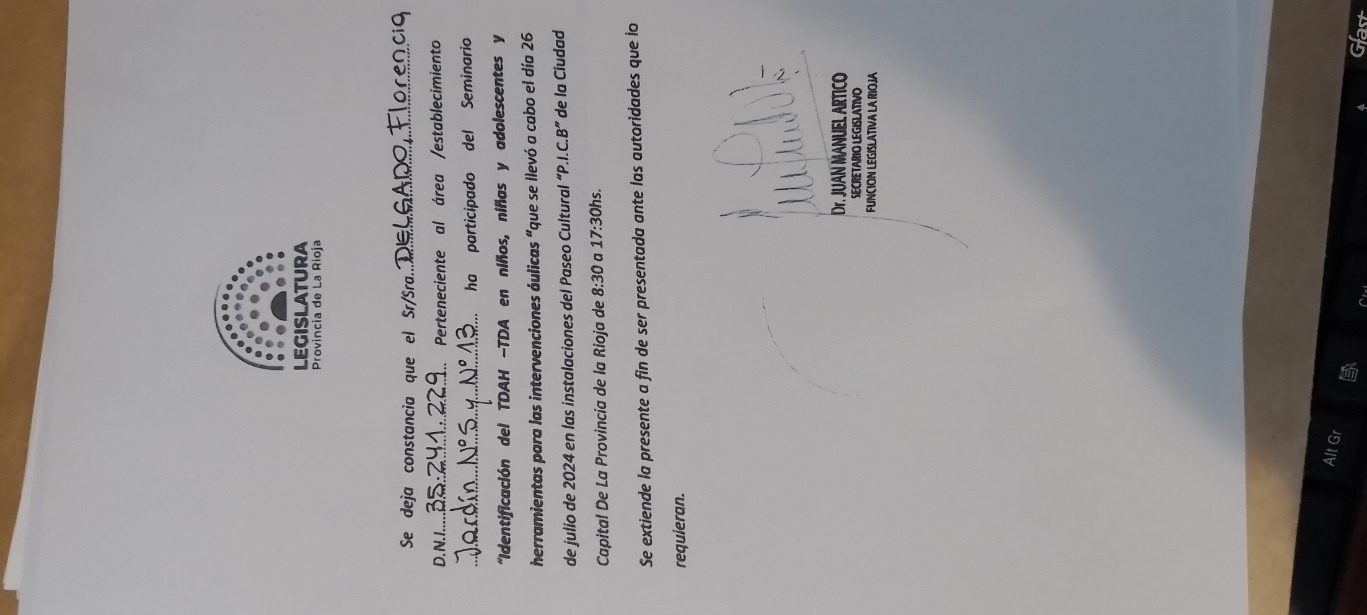 LEGISLATURA
Provincia de La Rioja
Se deja constancia que el Sr/Sra...DELGADO, Florencia
D.N.I....35.241.229... Perteneciente al área /establecimiento
...Jardín N°5 y N°13... ha participado del Seminario
"Identificación del TDAH –TDA en niños, niñas y adolescentes y
herramientas para las intervenciones áulicas "que se llevó a cabo el día 26
de julio de 2024 en las instalaciones del Paseo Cultural "P.I.C.B" de la Ciudad
Capital De La Provincia de la Rioja de 8:30 a 17:30hs.
Se extiende la presente a fin de ser presentada ante las autoridades que lo
requieran.
Dr. JUAN MANUEL ARTICO
SECRETARIO LEGISLATIVO
FUNCION LEGISLATIVA LA RIOJA
Alt Gr